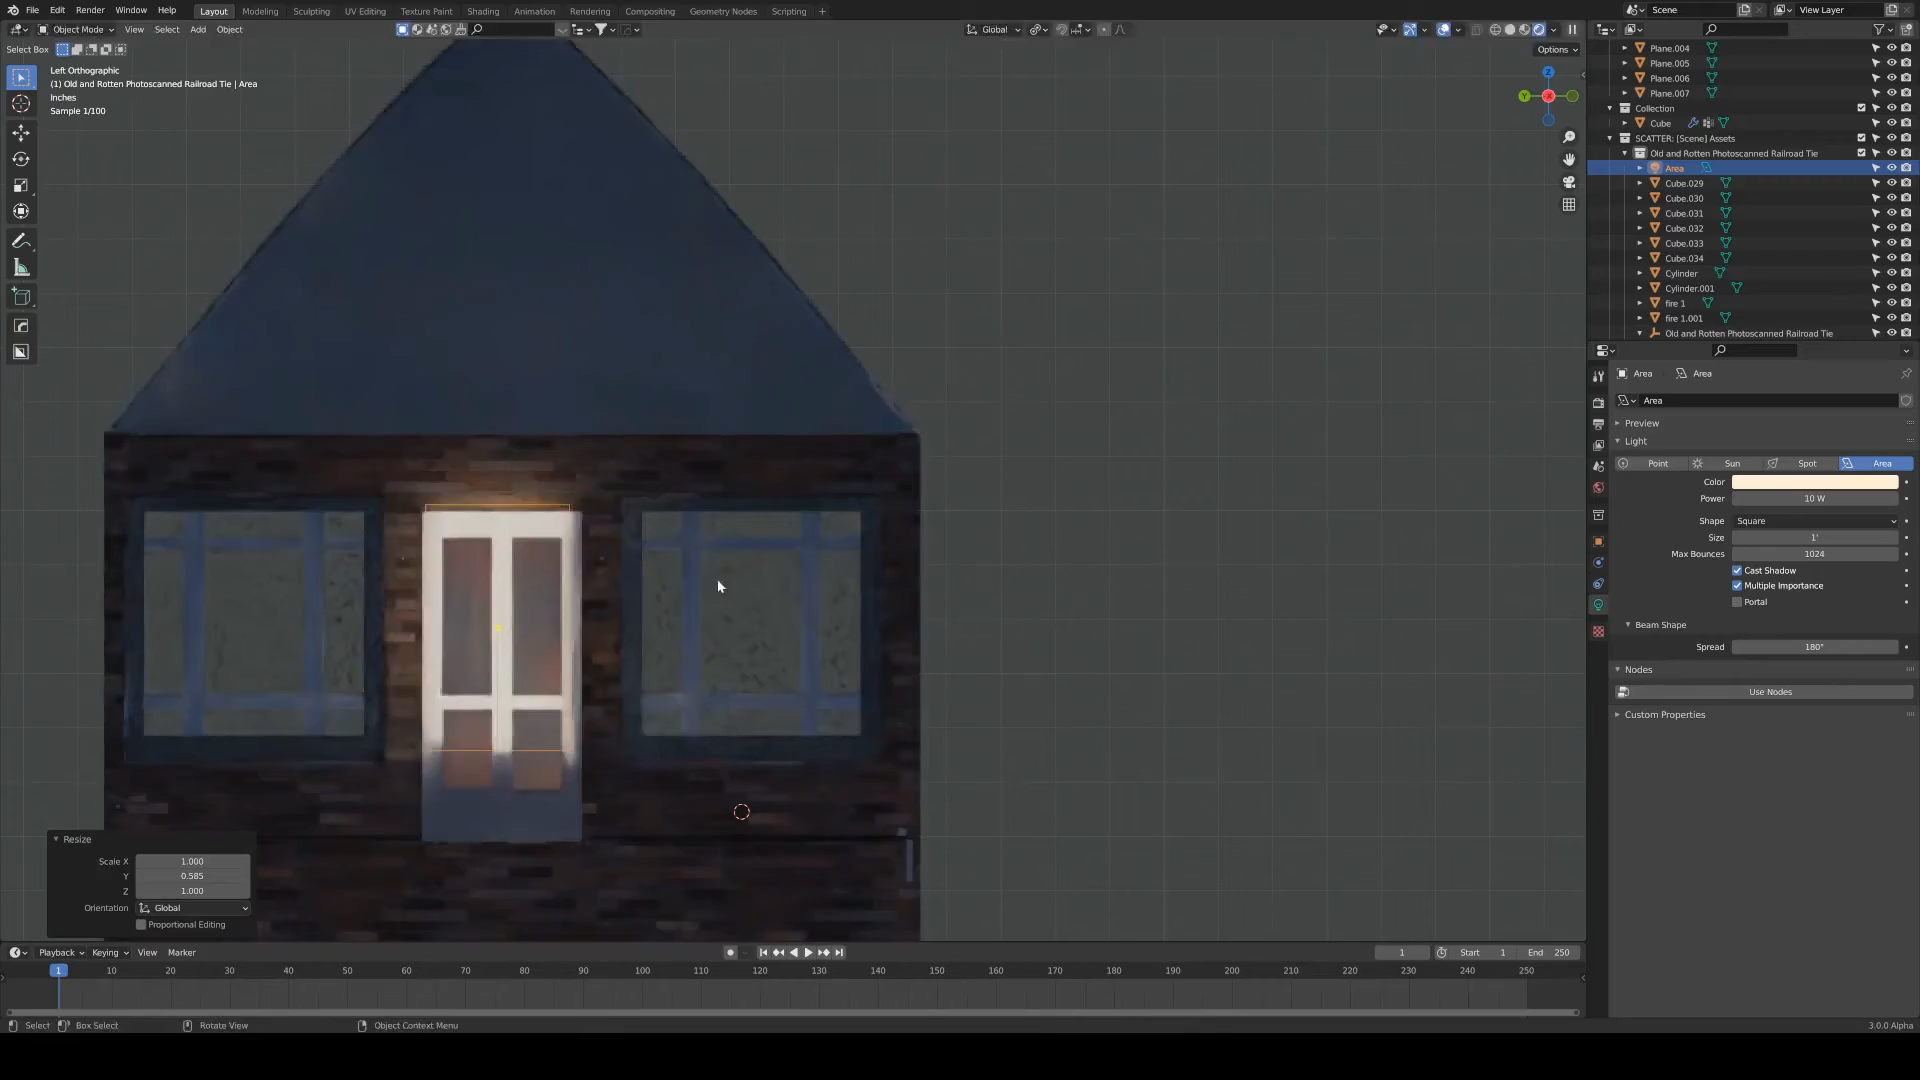 File Edit Render Window Help Layout Modeling Sculpting UV Editing Texture Paint Shading Animation Rendering Compositing Geometry Nodes Scripting + Scene View Layer
Object Mode View Select Add Object Global
Select Box Options
Left Orthographic
(1) Old and Rotten Photoscanned Railroad Tie | Area
Inches
Sample 1/100
Z
Y
X
Plane.004
Plane.005
Plane.006
Plane.007
Collection
Cube
SCATTER: [Scene] Assets
Old and Rotten Photoscanned Railroad Tie
Area
Cube.029
Cube.030
Cube.031
Cube.032
Cube.033
Cube.034
Cylinder
Cylinder.001
fire 1
fire 1.001
Old and Rotten Photoscanned Railroad Tie
Area Area
Area
Preview
Light
Point Sun Spot Area
Color
Power 10 W
Shape Square
Size 1'
Max Bounces 1024
Cast Shadow
Multiple Importance
Portal
Beam Shape
Spread 180°
Nodes
Use Nodes
Custom Properties
Resize
Scale X 1.000
Y 0.585
Z 1.000
Orientation Global
Proportional Editing
Playback Keying View Marker 1 Start 1 End 250
1 10 20 30 40 50 60 70 80 90 100 110 120 130 140 150 160 170 180 190 200 210 220 230 240 250
Select Box Select Rotate View Object Context Menu 3.0.0 Alpha